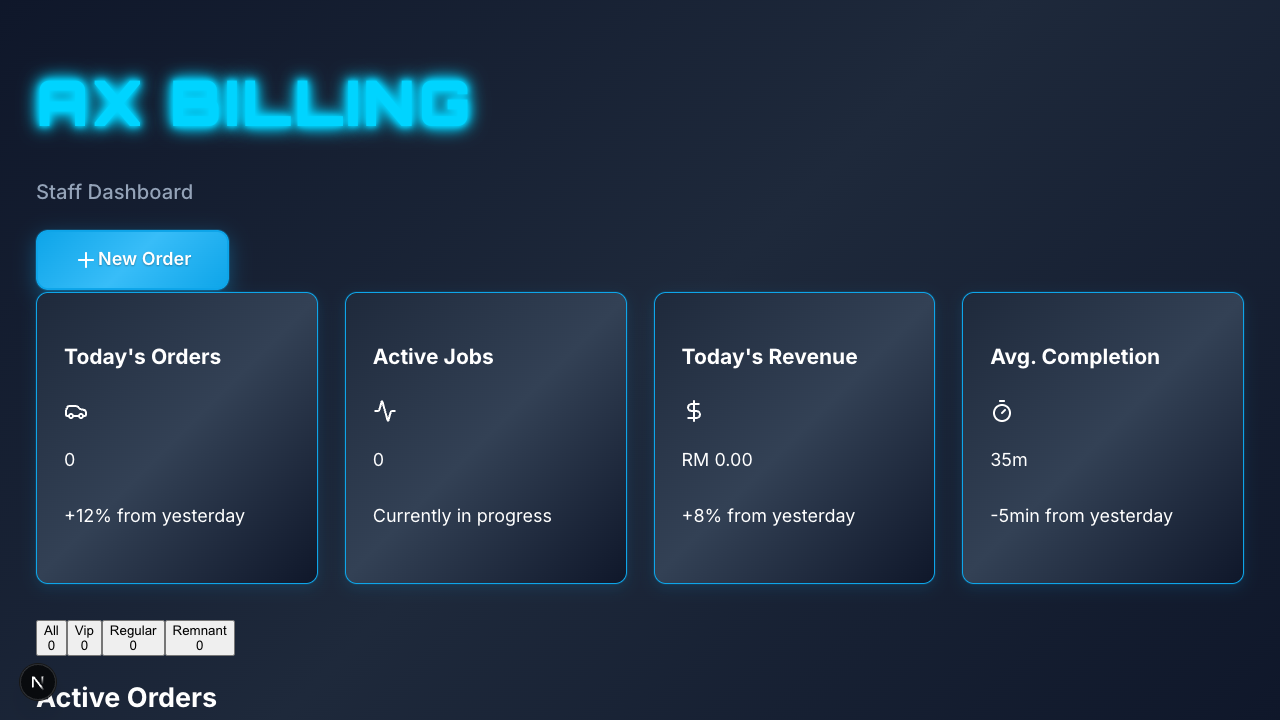 AX BILLING
Staff Dashboard
New Order
Today's Orders
0
+12% from yesterday
Active Jobs
0
Currently in progress
Today's Revenue
RM 0.00
+8% from yesterday
Avg. Completion
35m
-5min from yesterday
All
0
Vip
0
Regular
0
Remnant
0
N
Active Orders